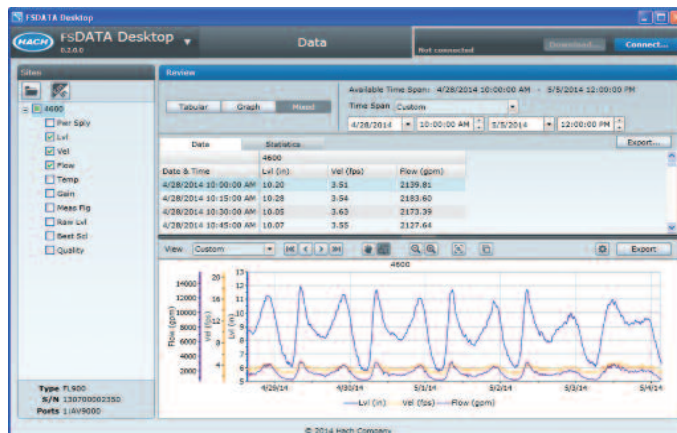 FSDATA Desktop
HACH FSDATA Desktop
Data
Not connected
Download...
Connect...
Sites
Review
4600
Pwr Sply
Lvl
Vel
Flow
Temp
Gain
Meas Flg
Raw Lvl
Best Scl
Quality
Type FL900
S/N 130700002350
Ports 1:AV9000
Available Time Span: 4/28/2014 10:00:00 AM - 5/5/2014 12:00:00 PM
Tabular Graph Mixed
Time Span Custom
4/28/2014 10:00:00 AM 5/5/2014 12:00:00 PM
Data Statistics Export...
4600
Date & Time Lvl (in) Vel (fps) Flow (gpm)
4/28/2014 10:00:00 AM 10.20 3.51 2139.81
4/28/2014 10:15:00 AM 10.28 3.54 2183.60
4/28/2014 10:30:00 AM 10.05 3.63 2173.39
4/28/2014 10:45:00 AM 10.07 3.55 2127.64
View Custom Export
4600
Flow (gpm)
14000
12000
10000
8000
6000
4000
2000
Vel (fps)
20
16
12
8
4
Lvl (in)
13
12
11
10
9
8
7
6
5
4/29/14 4/30/14 5/1/14 5/2/14 5/3/14 5/4/14
Lvl (in) Vel (fps) Flow (gpm)
© 2014 Hach Company